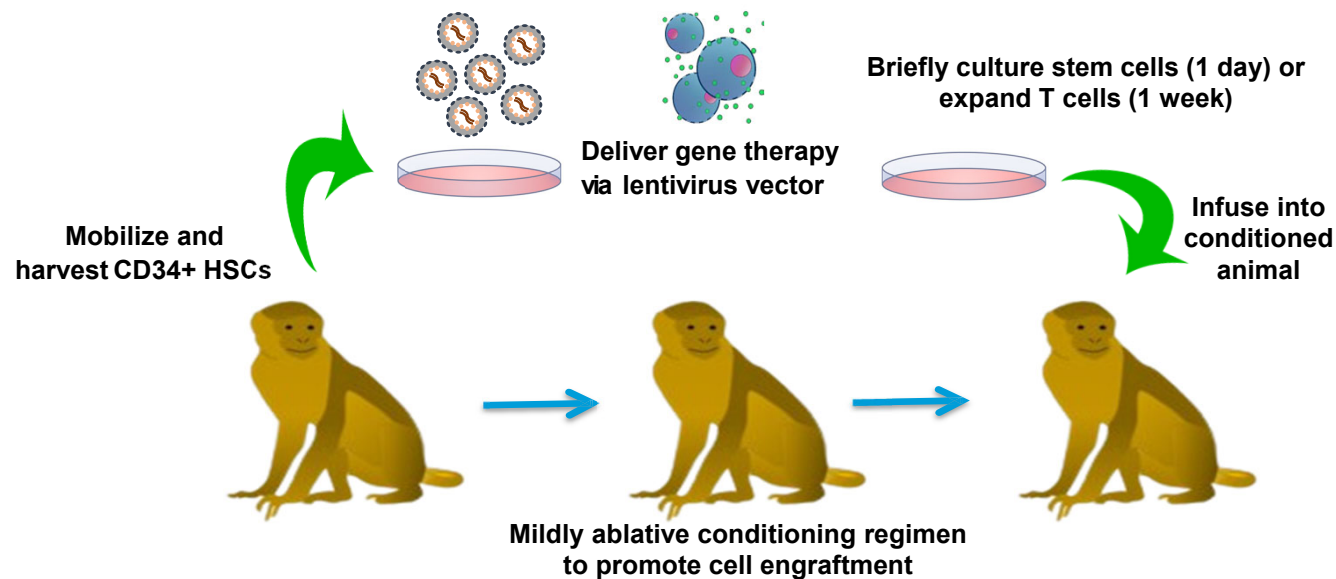 Briefly culture stem cells (1 day) or
expand T cells (1 week)
Deliver gene therapy
via lentivirus vector
Mobilize and
harvest CD34+ HSCs
Infuse into
conditioned
animal
Mildly ablative conditioning regimen
to promote cell engraftment